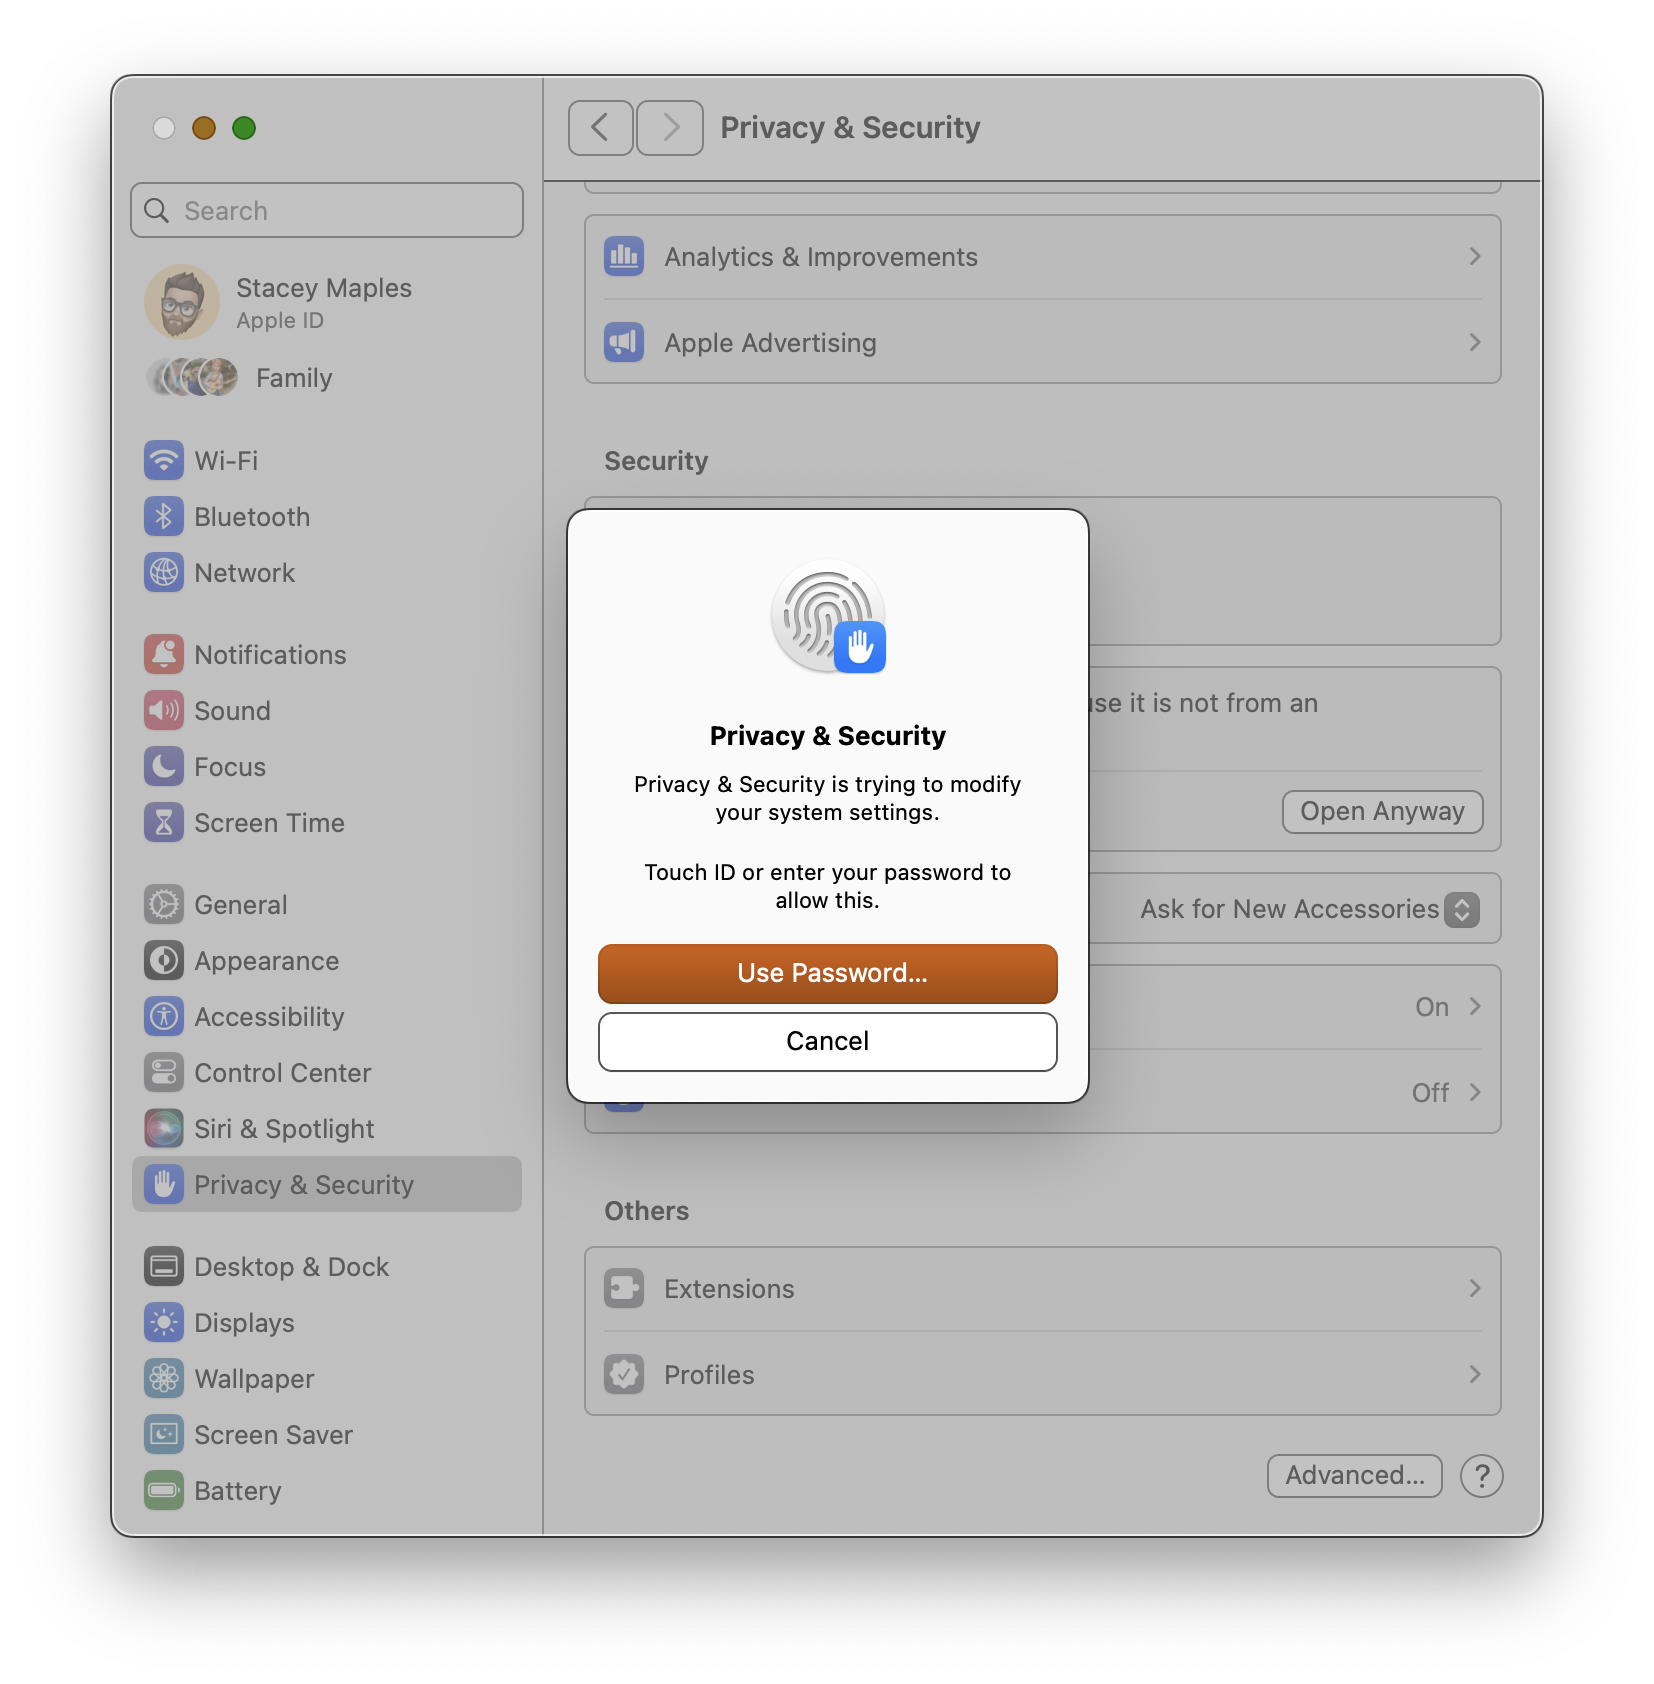 Privacy & Security
Search
Stacey Maples
Apple ID
Family
Wi-Fi
Bluetooth
Network
Notifications
Sound
Focus
Screen Time
General
Appearance
Accessibility
Control Center
Siri & Spotlight
Privacy & Security
Desktop & Dock
Displays
Wallpaper
Screen Saver
Battery
Analytics & Improvements
Apple Advertising
Security
it is not from an
Open Anyway
Ask for New Accessories
On
Off
Others
Extensions
Profiles
Advanced...
?
Privacy & Security
Privacy & Security is trying to modify
your system settings.
Touch ID or enter your password to
allow this.
Use Password...
Cancel